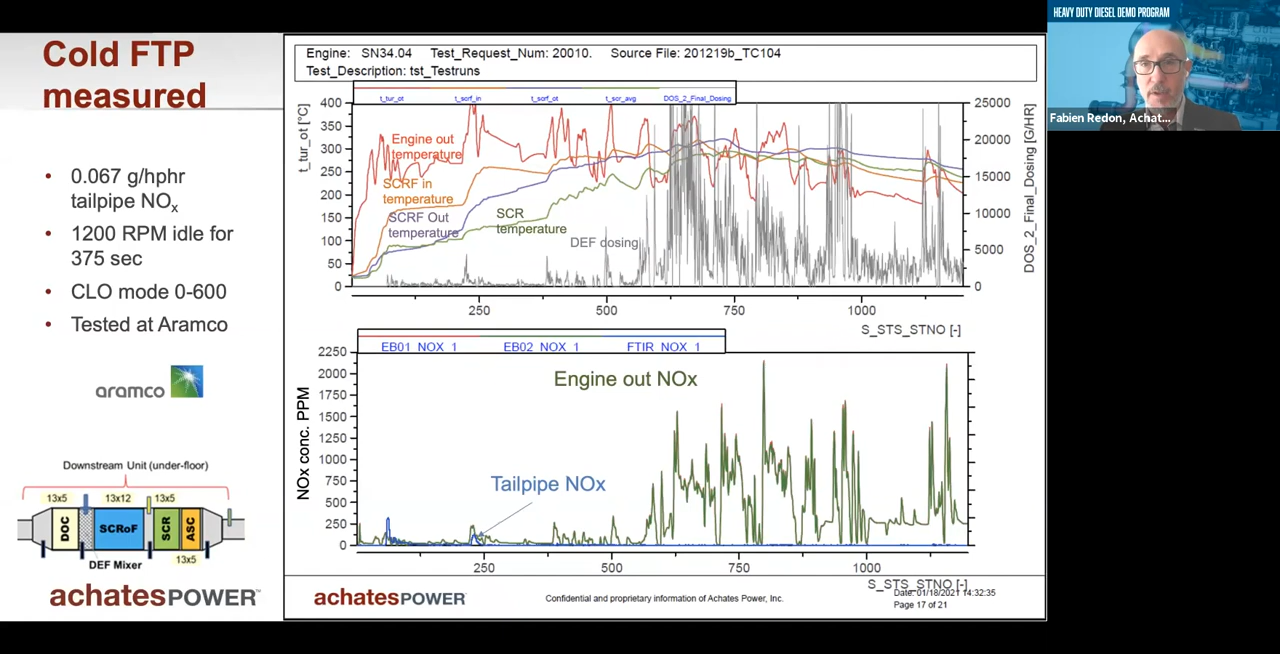 Cold FTP
measured
• 0.067 g/hphr
tailpipe NOx
• 1200 RPM idle for
375 sec
• CLO mode 0-600
• Tested at Aramco
aramco
Downstream Unit (under-floor)
13x5 13x12 13x5
DOC SCRoF SCR ASC
13x5
DEF Mixer
achatesPOWER™
Engine: SN34.04 Test_Request_Num: 20010. Source File: 201219b_TC104
Test_Description: tst_Testruns
t_tur_ot t_scrf_in t_scrf_ot t_scr_avg DOS_2_Final_Dosing
t_tur_ot [°C]
400
350
300
250
200
150
100
50
0
Engine out
temperature
SCRF in
temperature
SCRF Out
temperature
SCR
temperature
DEF dosing
25000
20000
15000
10000
5000
0
DOS_2_Final_Dosing [G/HR]
250 500 750 1000
S_STS_STNO [-]
EB01_NOX_1 EB02_NOX_1 FTIR_NOX_1
NOx conc. PPM
2250
2000
1750
1500
1250
1000
750
500
250
0
Engine out NOx
Tailpipe NOx
250 500 750 1000
S_STS_STNO [-]
achatesPOWER
Confidential and proprietary information of Achates Power, Inc.
Date: 01/18/2021 14:32:35
Page 17 of 21
HEAVY DUTY DIESEL DEMO PROGRAM
Fabien Redon, Achat...